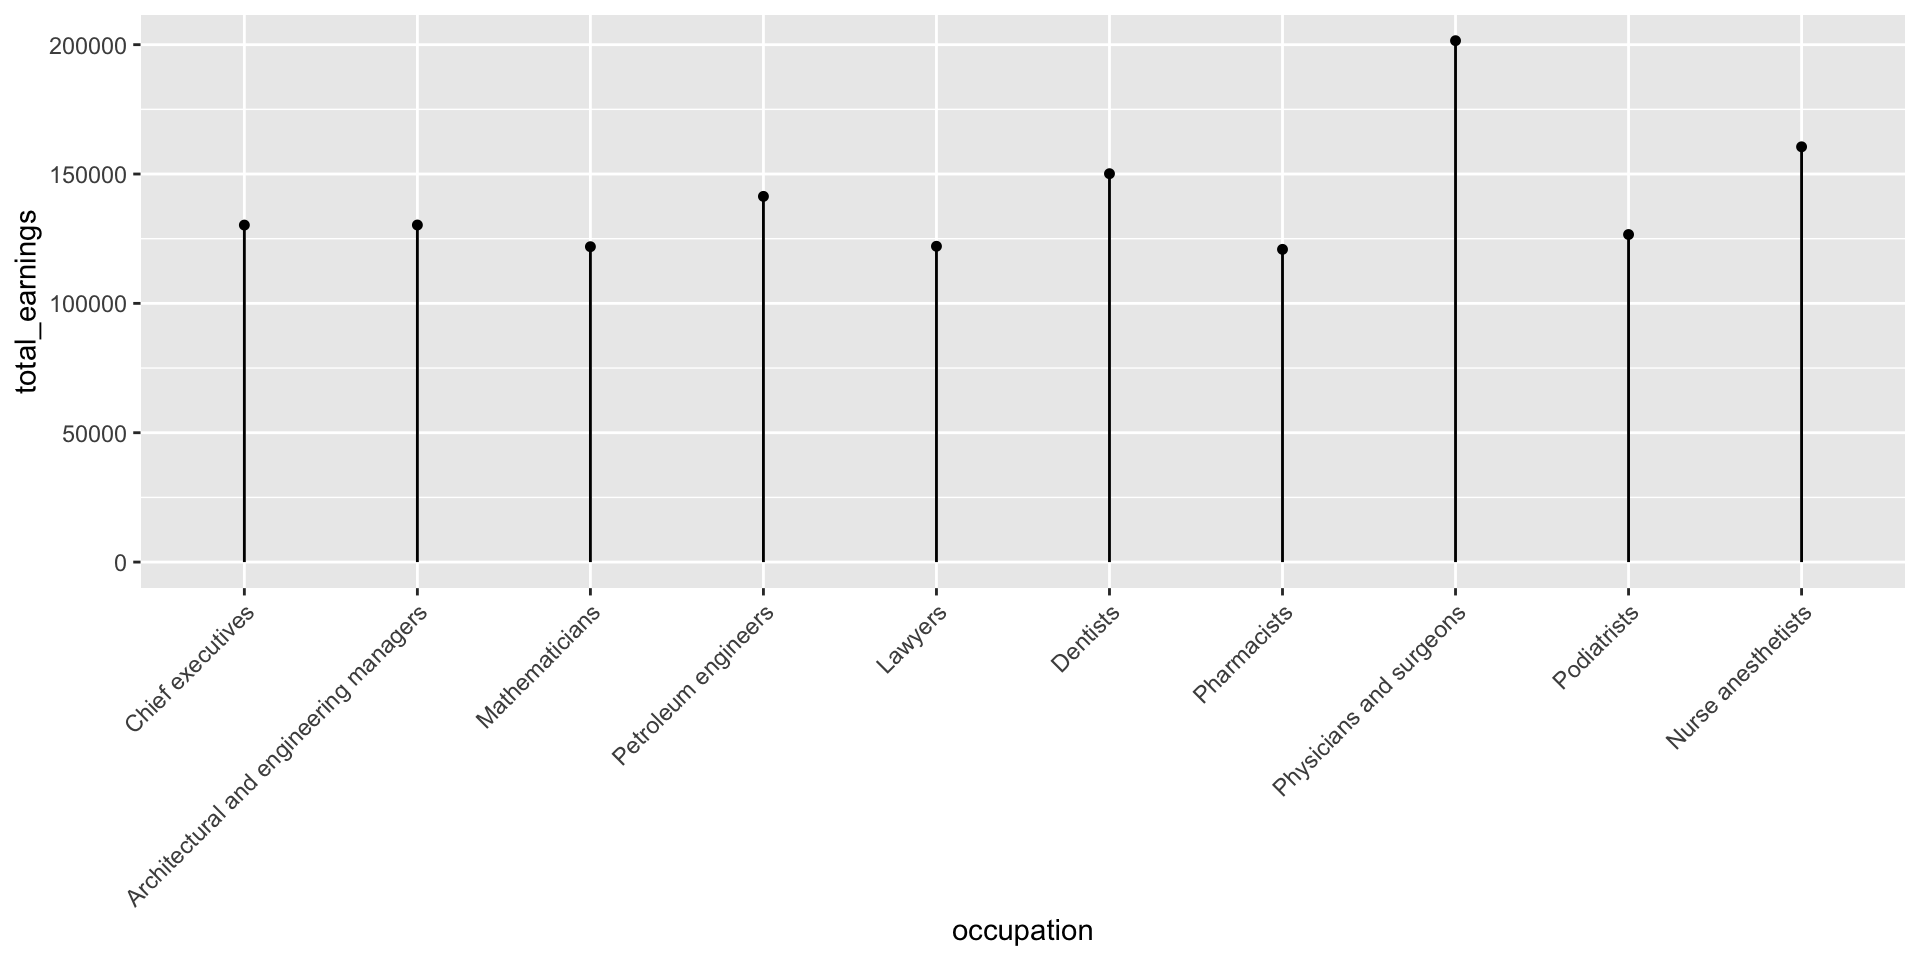 total_earnings
200000
150000
100000
50000
0
Chief executives
Architectural and engineering managers
Mathematicians
Petroleum engineers
Lawyers
Dentists
Pharmacists
Physicians and surgeons
Podiatrists
Nurse anesthetists
occupation